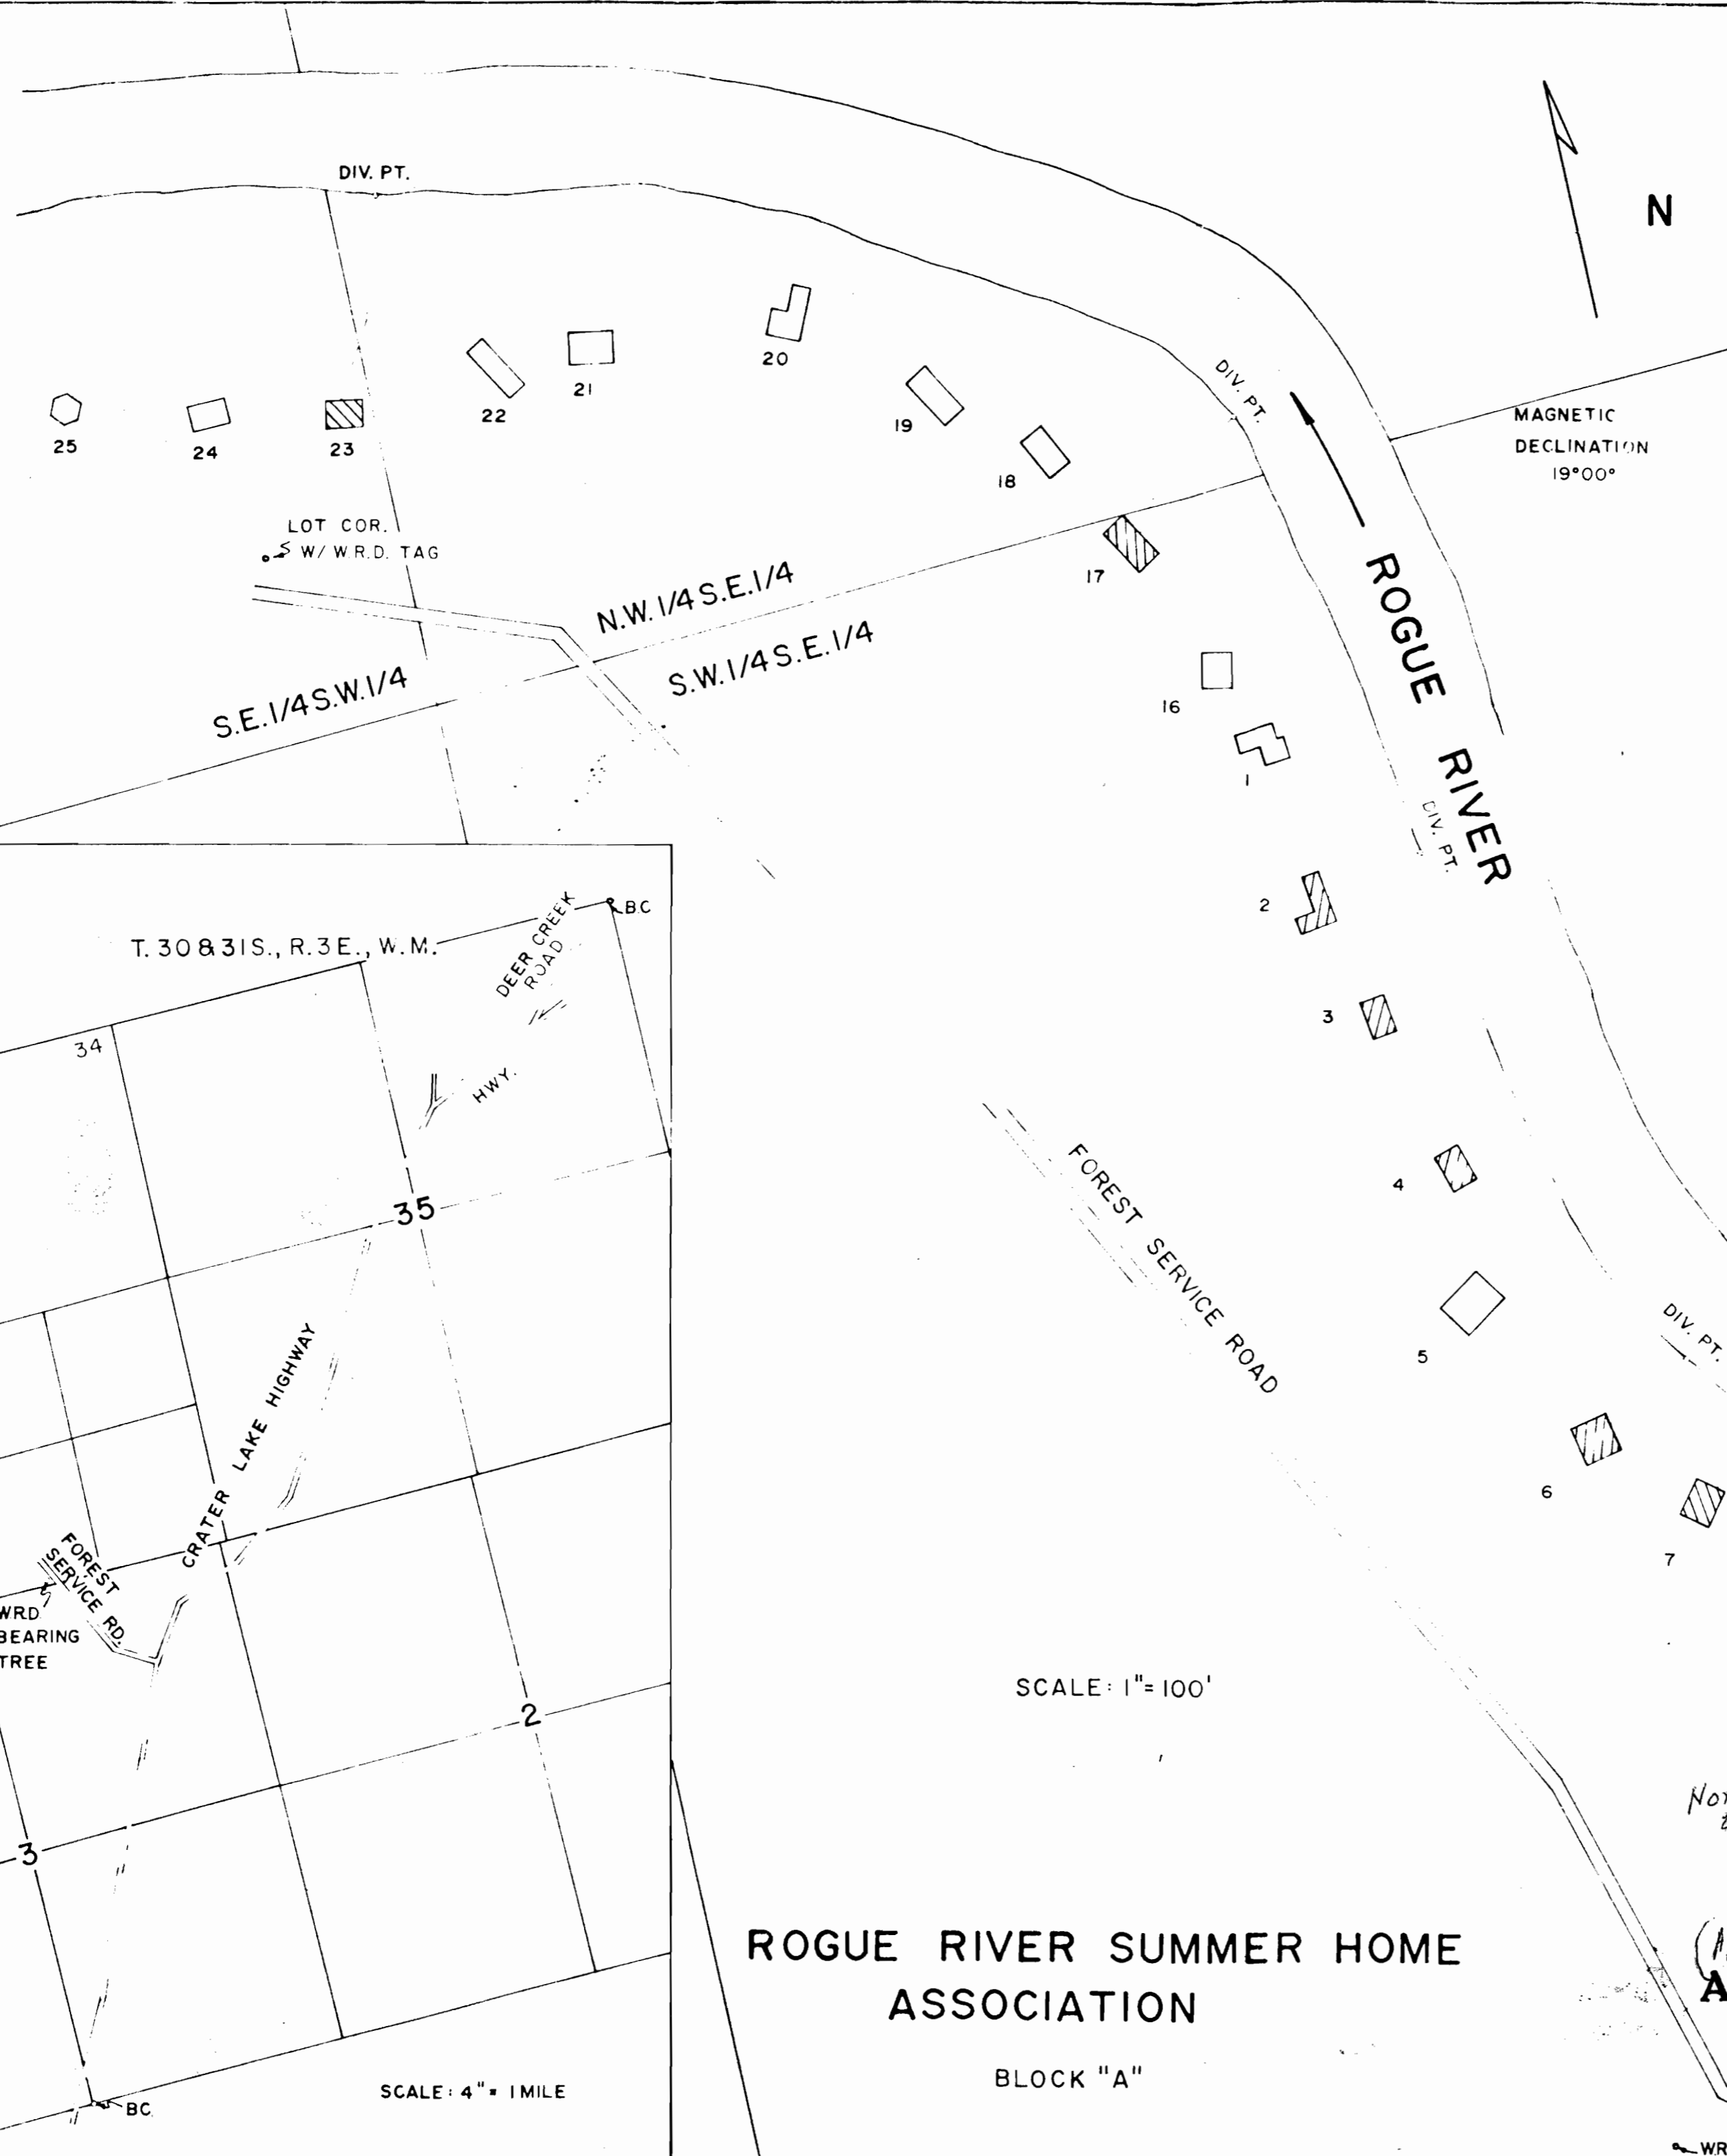 DIV. PT.
N
25
24
23
22
21
20
19
18
DIV. PT.
MAGNETIC
DECLINATION
19°00°
LOT COR.
W/ W.R.D. TAG
17
N.W.1/4 S.E.1/4
S.E.1/4 S.W.1/4
S.W.1/4 S.E.1/4
ROGUE RIVER
16
1
DIV. PT.
2
3
4
5
DIV. PT.
6
7
FOREST SERVICE ROAD
T. 30 & 31 S., R. 3 E., W.M.
DEER CREEK
ROAD
B.C
34
HWY.
35
CRATER LAKE HIGHWAY
FOREST
SERVICE RD.
WRD
BEARING
TREE
2
3
SCALE: 4" = 1 MILE
BC
SCALE: 1" = 100'
ROGUE RIVER SUMMER HOME
ASSOCIATION
BLOCK "A"
A
WR